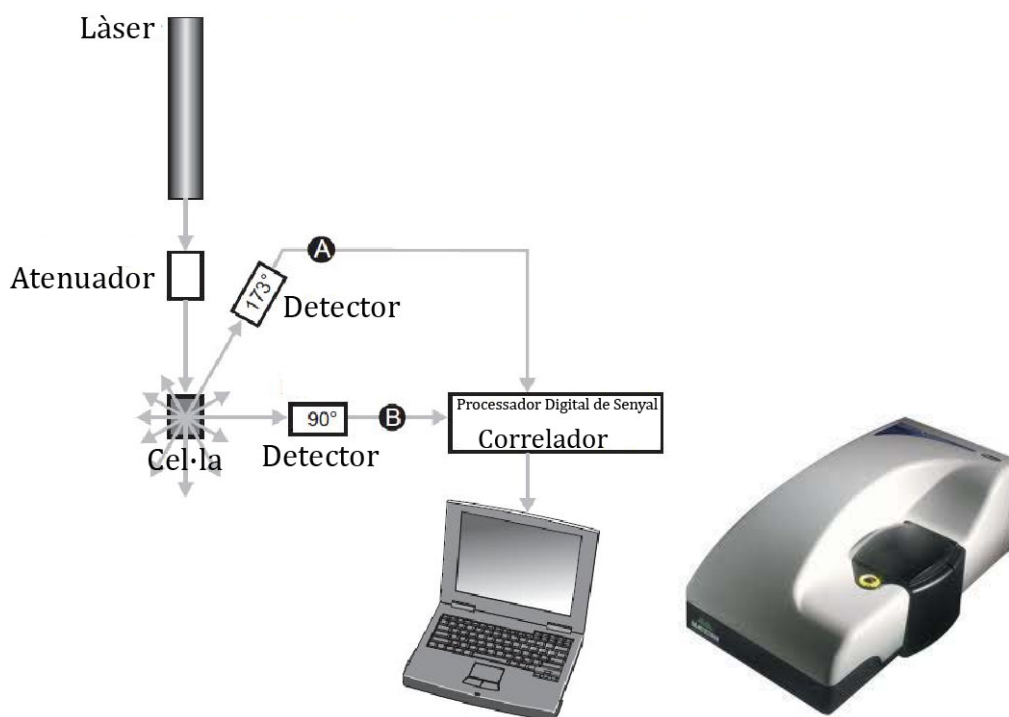 Làser
Atenuador
173°
Detector
A
Cel·la
90°
Detector
B
Processador Digital de Senyal
Correlador